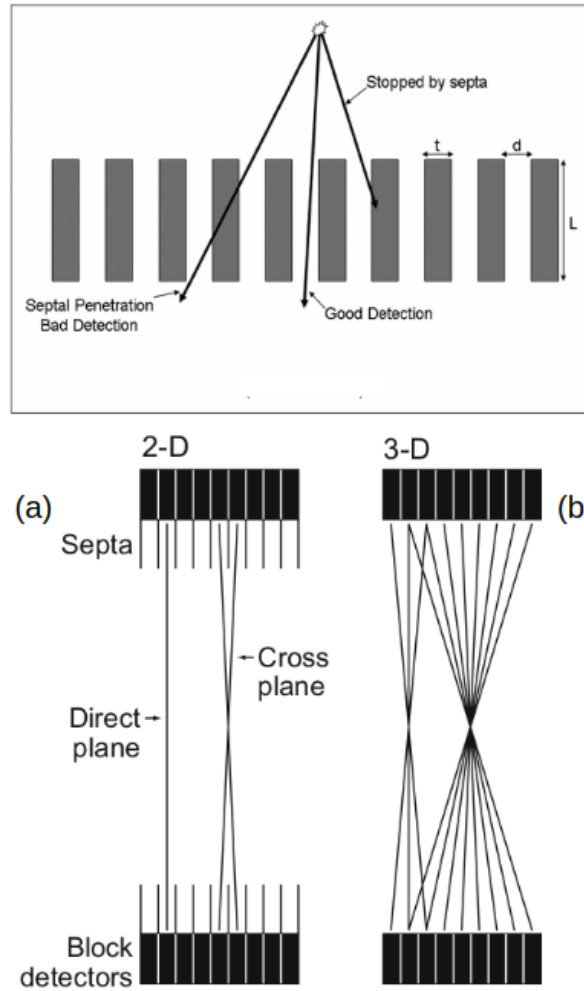 Stopped by septa
t
d
L
Septal Penetration
Bad Detection
Good Detection
2-D
3-D
(a)
(b
Septa
Cross
plane
Direct
plane
Block
detectors